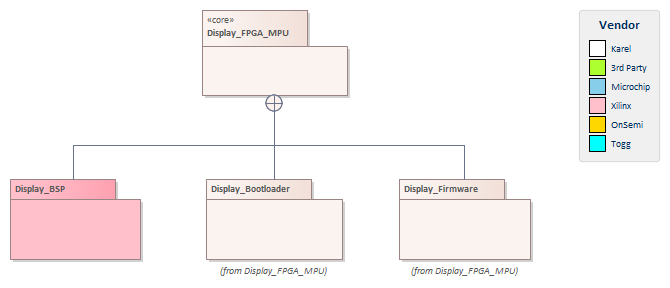 «core»
Display_FPGA_MPU
Display_BSP
Display_Bootloader
Display_Firmware
(from Display_FPGA_MPU)
(from Display_FPGA_MPU)
Vendor
Karel
3rd Party
Microchip
Xilinx
OnSemi
Togg